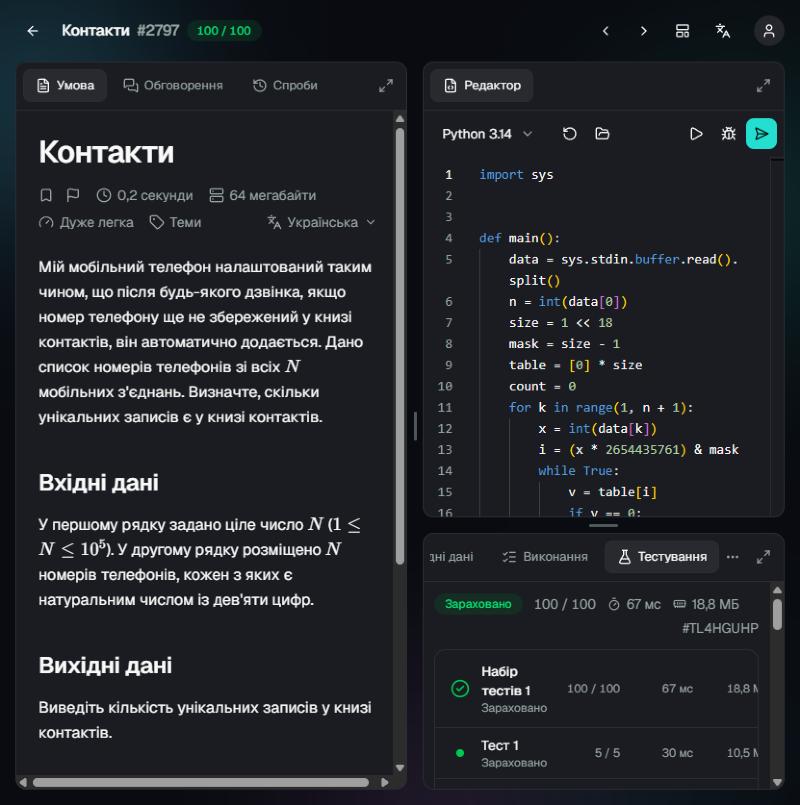 Контакти #2797 100 / 100
Умова Обговорення Спроби
Контакти
0,2 секунди 64 мегабайти
Дуже легка Теми Українська
Мій мобільний телефон налаштований таким
чином, що після будь-якого дзвінка, якщо
номер телефону ще не збережений у книзі
контактів, він автоматично додається. Дано
список номерів телефонів зі всіх N
мобільних з'єднань. Визначте, скільки
унікальних записів є у книзі контактів.
Вхідні дані
У першому рядку задано ціле число N (1 ≤
N ≤ 10⁵). У другому рядку розміщено N
номерів телефонів, кожен з яких є
натуральним числом із дев'яти цифр.
Вихідні дані
Виведіть кількість унікальних записів у книзі
контактів.
Редактор
Python 3.14
1 import sys
2
3
4 def main():
5 data = sys.stdin.buffer.read().
split()
6 n = int(data[0])
7 size = 1 << 18
8 mask = size - 1
9 table = [0] * size
10 count = 0
11 for k in range(1, n + 1):
12 x = int(data[k])
13 i = (x * 2654435761) & mask
14 while True:
15 v = table[i]
16 if v == 0:
дні дані Виконання Тестування
Зараховано 100 / 100 67 мс 18,8 МБ
#TL4HGUHP
Набір
тестів 1 100 / 100 67 мс 18,8
Зараховано
Тест 1 5 / 5 30 мс 10,5
Зараховано